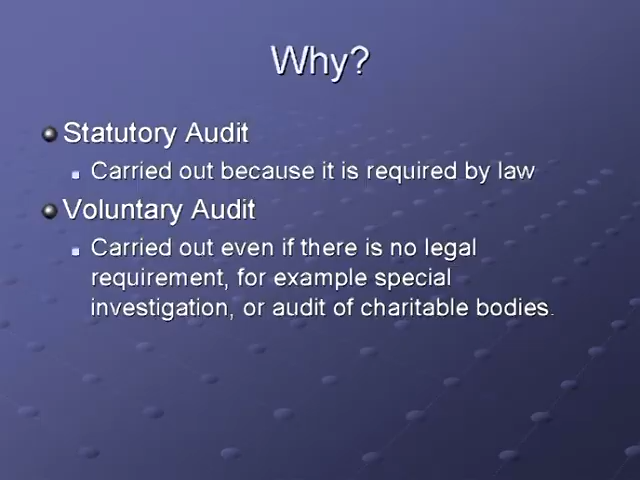 Why?
Statutory Audit
Carried out because it is required by law
Voluntary Audit
Carried out even if there is no legal
requirement, for example special
investigation, or audit of charitable bodies.